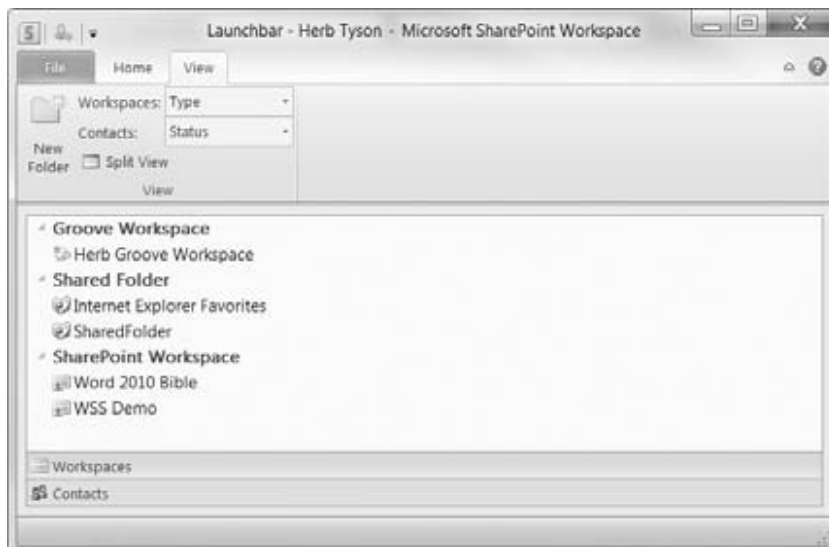 Launchbar - Herb Tyson - Microsoft SharePoint Workspace
File Home View
Workspaces: Type
Contacts: Status
New Folder
Split View
View
Groove Workspace
Herb Groove Workspace
Shared Folder
Internet Explorer Favorites
SharedFolder
SharePoint Workspace
Word 2010 Bible
WSS Demo
Workspaces
Contacts